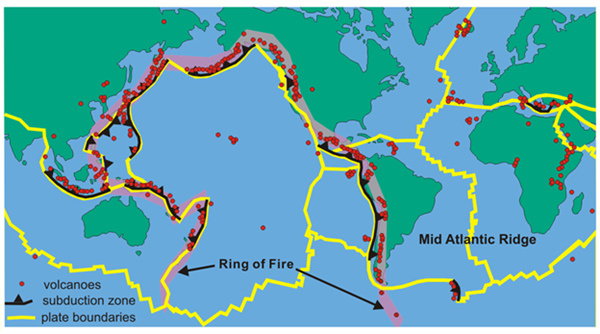 Mid Atlantic Ridge
Ring of Fire
volcanoes
subduction zone
plate boundaries